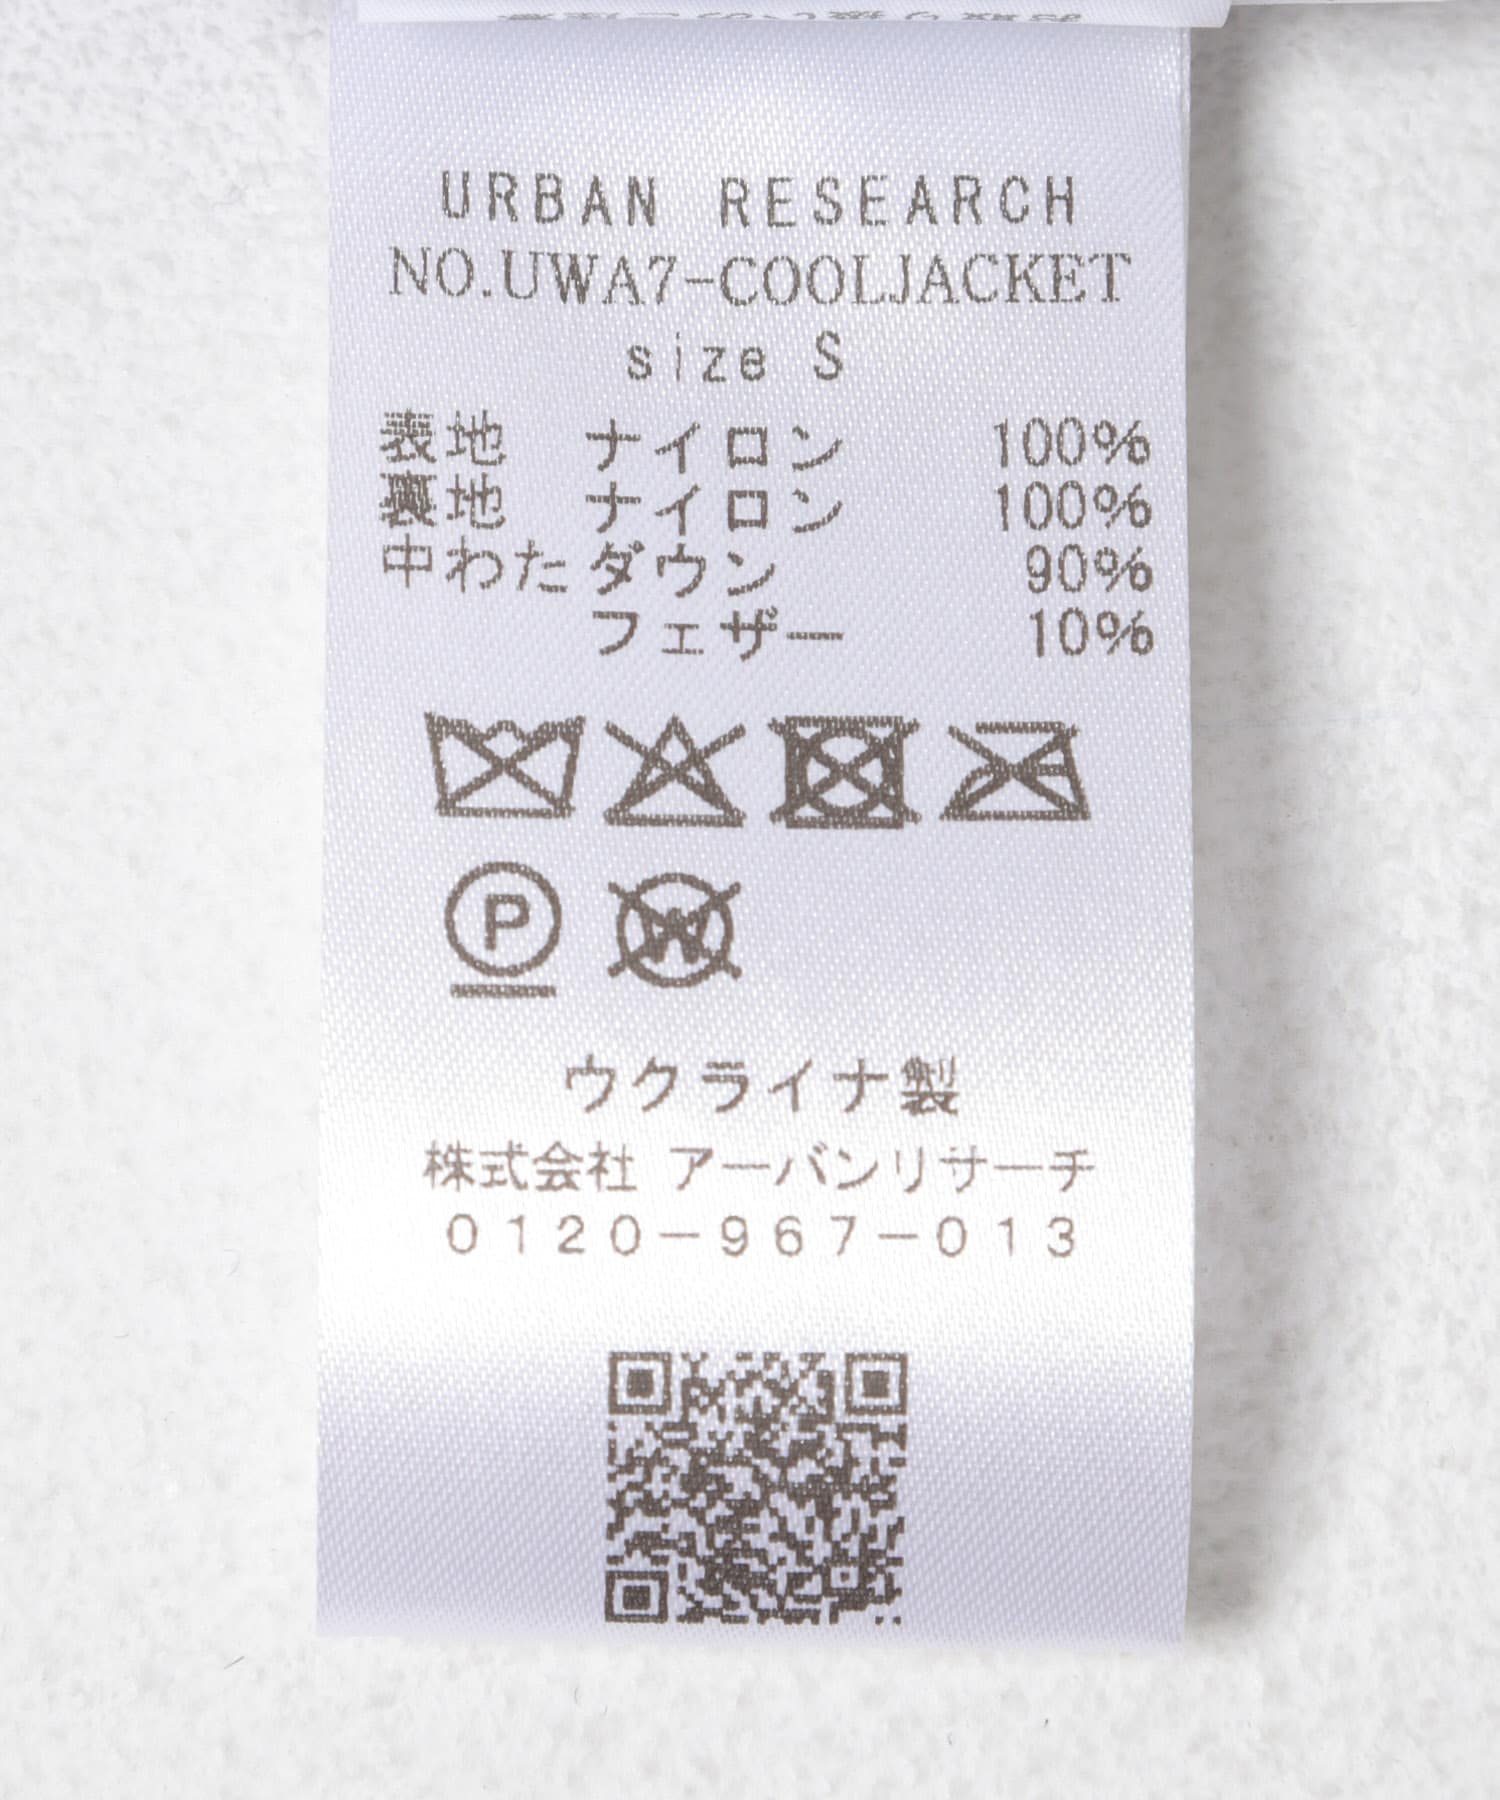 URBAN RESEARCH
NO.UWA7-COOLJACKET
size S
表地 ナイロン 100%
裏地 ナイロン 100%
中わた ダウン 90%
フェザー 10%
P
W
ウクライナ製
株式会社 アーバンリサーチ
0120-967-013